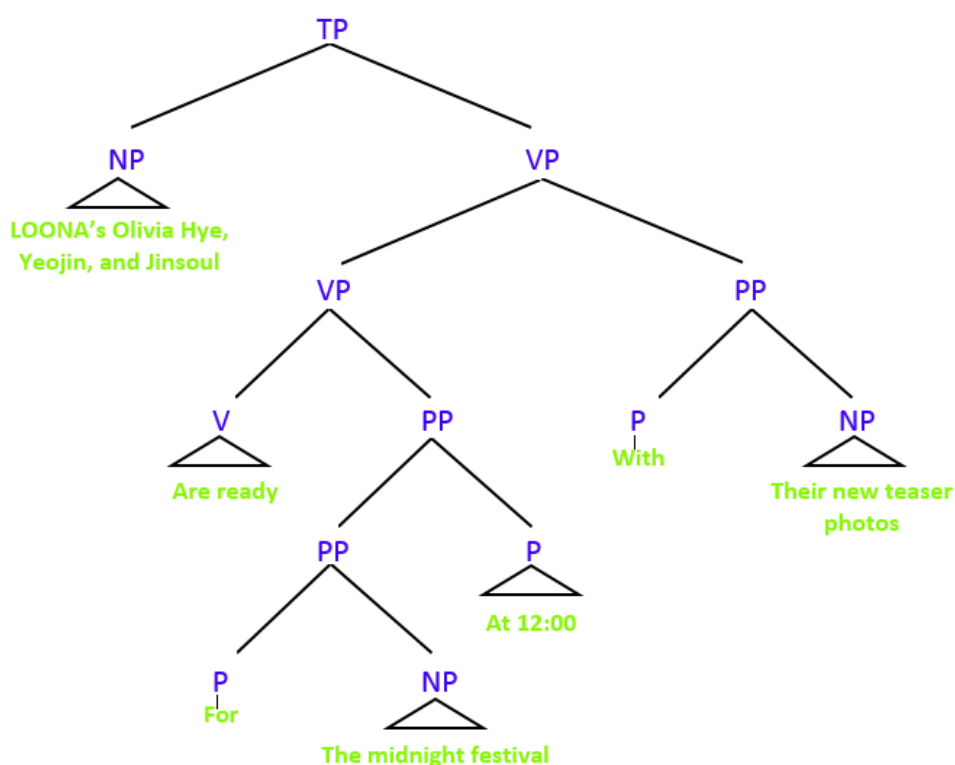 TP
NP
VP
LOONA’s Olivia Hye,
Yeojin, and Jinsoul
VP
PP
V
PP
P
NP
Are ready
With
Their new teaser
photos
PP
P
At 12:00
P
NP
For
The midnight festival